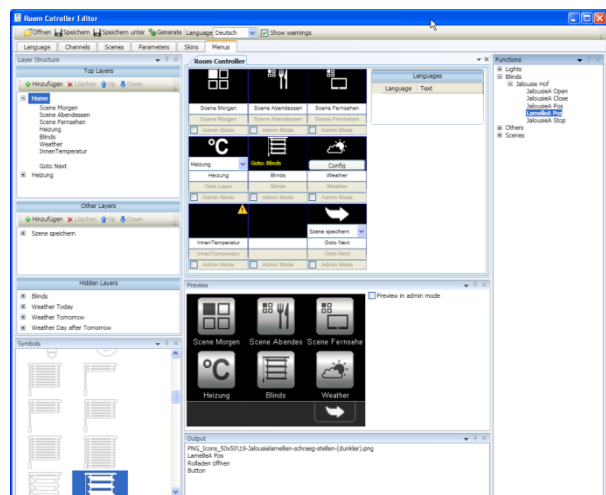 Room Cotroller Editor
Öffnen Speichern Speichern unter Generate Language Deutsch Show warnings
Language Channels Scenes Parameters Skins Menus
Layer Structure
Top Layers
Hinzufügen Löschen Up Down
Home
Scene Morgen
Scene Abendessen
Scene Fernsehen
Heizung
Blinds
Weather
InnenTemperatur
Goto Next
Heizung
Other Layers
Hinzufügen Löschen Up Down
Szene speichern
Hidden Layers
Blinds
Weather Today
Weather Tomorrow
Weather Day after Tomorrow
Symbols
Room Controller
Scene Morgen Scene Abendessen Scene Fernsehen
Scene Morgen Scene Abendessen Scene Fernsehen
Admin Mode Admin Mode Admin Mode
°C
Heizung Goto: Blinds Config
Heizung Blinds Weather
Goto Layer Blinds Weather
Admin Mode Admin Mode Admin Mode
Szene speichern
InnenTemperatur Goto Next
InnenTemperatur Goto Next
Admin Mode Admin Mode Admin Mode
Languages
Language Text
Preview
Preview in admin mode
Scene Morgen Scene Abendes Scene Fernsehe
°C
Heizung Blinds Weather
Output
PNG_Icons_50x50\19-Jalousielamellen-schraeg-stellen-(dunkler).png
LamelleA Pos
Rolladen öffnen
Button
Functions
Lights
Blinds
Jalousie Hof
JalousieA Open
JalousieA Close
JalousieA Pos
LamelleA Pos
JalousieA Stop
Others
Scenes